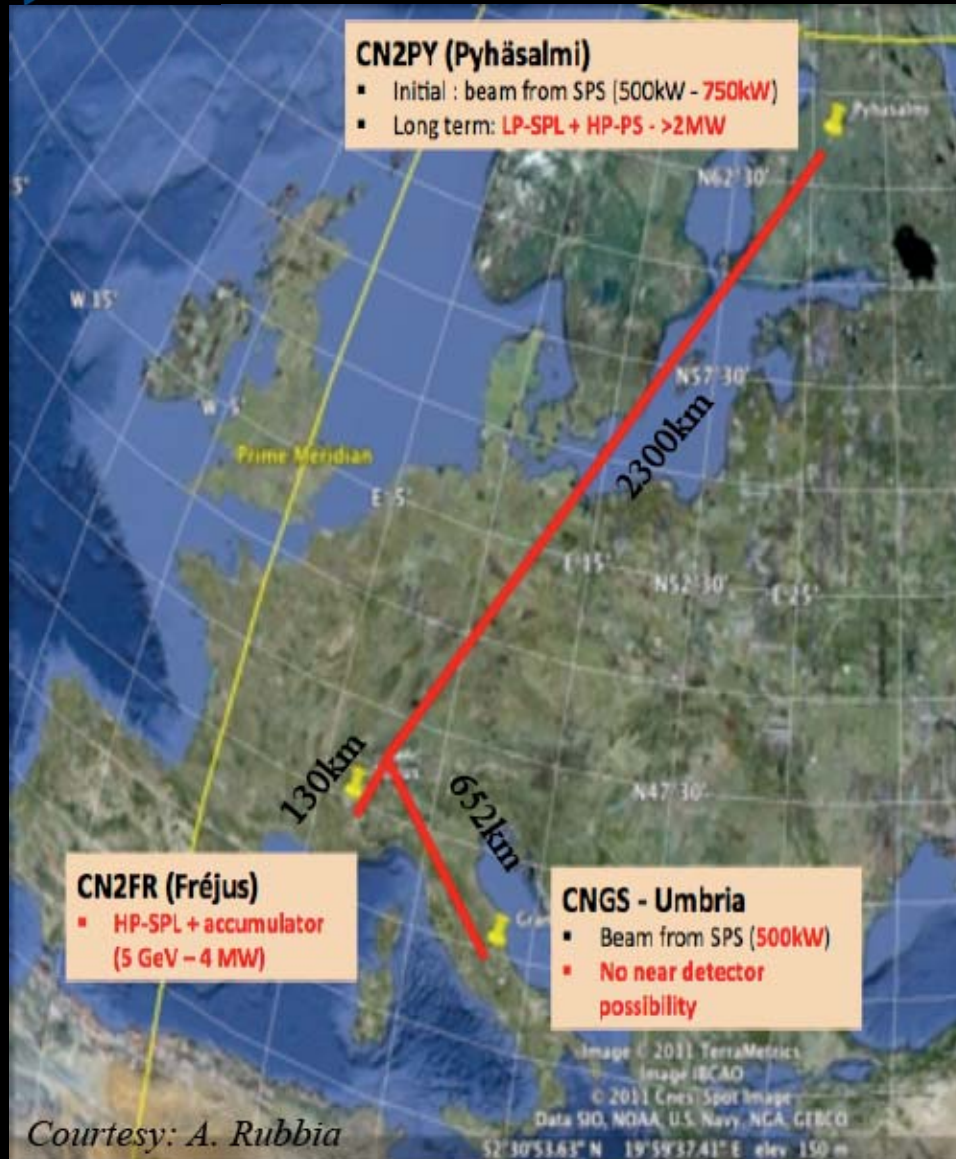 CN2PY (Pyhäsalmi)
▪ Initial : beam from SPS (500kW - 750kW)
▪ Long term: LP-SPL + HP-PS - >2MW
Pyhäsalmi
N62°30'
W 15°
N57°30'
W 5°
Prime Meridian
2300km
E 5°
E 15°
N52°30'
E 25°
130km
652km
N47°30'
CN2FR (Fréjus)
▪ HP-SPL + accumulator
(5 GeV – 4 MW)
Gran
CNGS - Umbria
▪ Beam from SPS (500kW)
▪ No near detector
possibility
Image © 2011 TerraMetrics
Image IBCAO
© 2011 Cnes/Spot Image
Data SIO, NOAA, U.S. Navy, NGA, GEBCO
Courtesy: A. Rubbia
52°30'53.63" N 19°59'37.41" E elev 150 m